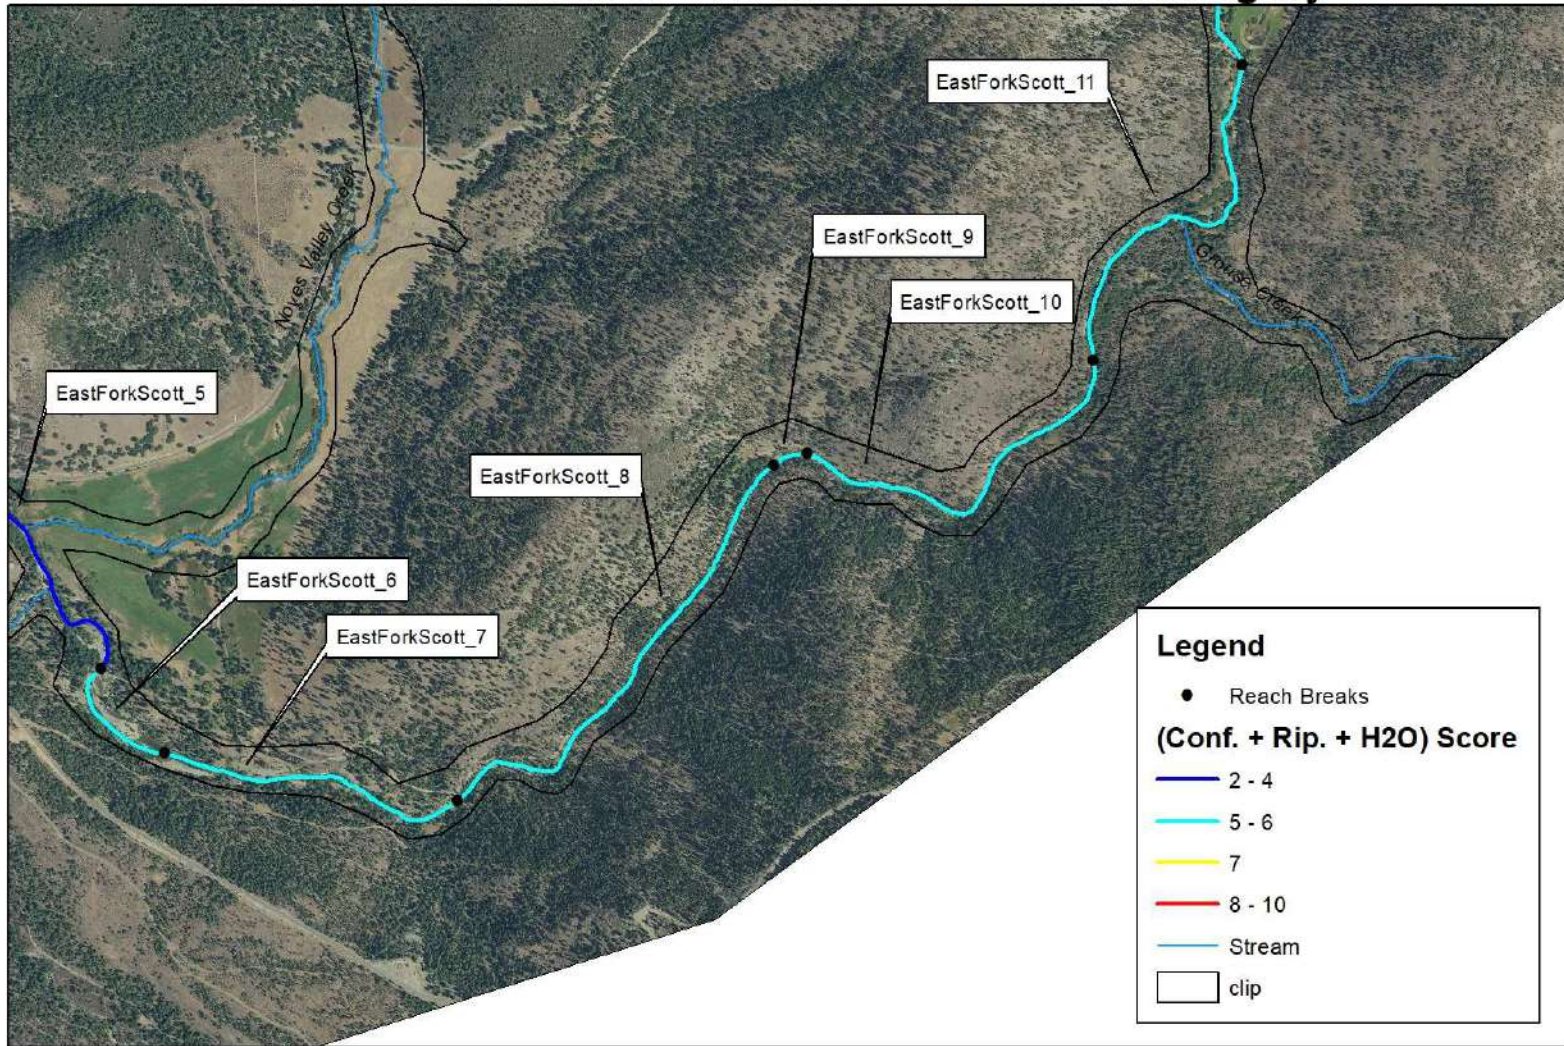 EastForkScott_11
EastForkScott_9
EastForkScott_10
Noyes Valley Creek
Grouse Creek
EastForkScott_5
EastForkScott_8
EastForkScott_6
EastForkScott_7
Legend
Reach Breaks
(Conf. + Rip. + H2O) Score
2 - 4
5 - 6
7
8 - 10
Stream
clip